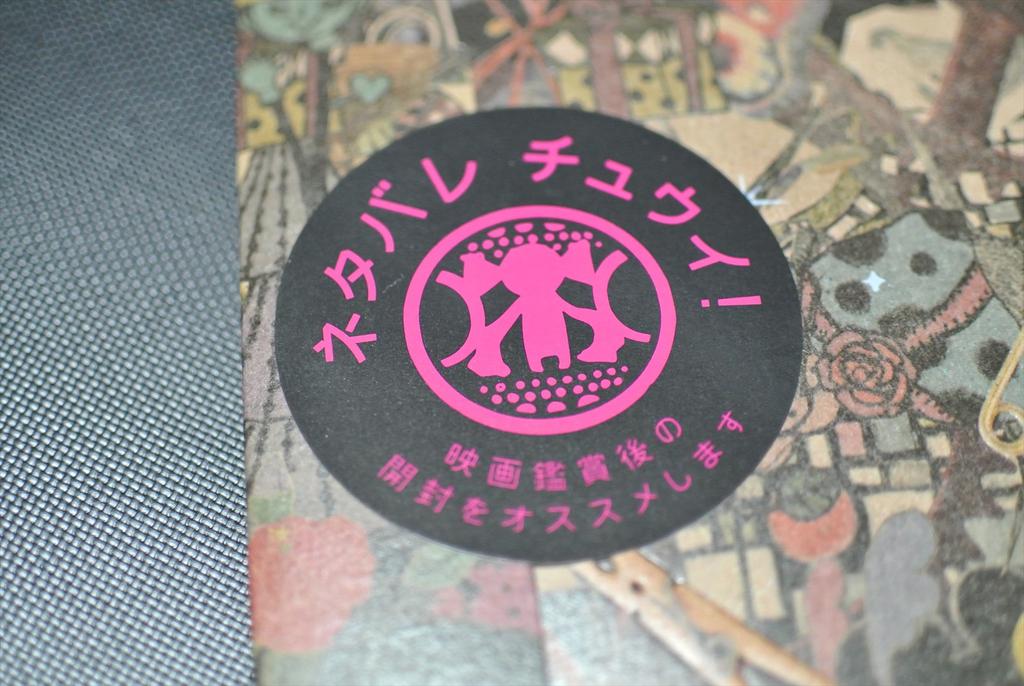 ネタバレ チュウイ!
映画鑑賞後の
開封をオススメします